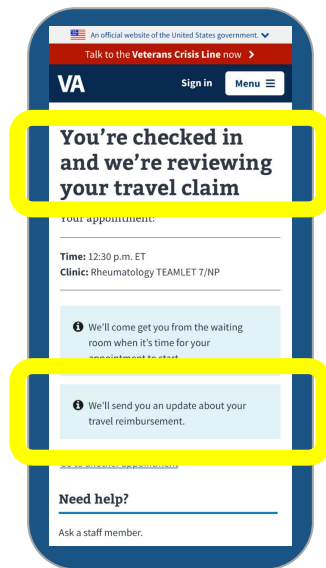 An official website of the United States government.
Talk to the Veterans Crisis Line now
VA
Sign in
Menu
You're checked in
and we're reviewing
your travel claim
Your appointment:
Time: 12:30 p.m. ET
Clinic: Rheumatology TEAMLET 7/NP
We'll come get you from the waiting
room when it's time for your
appointment to start.
We'll send you an update about your
travel reimbursement.
Go to another appointment
Need help?
Ask a staff member.